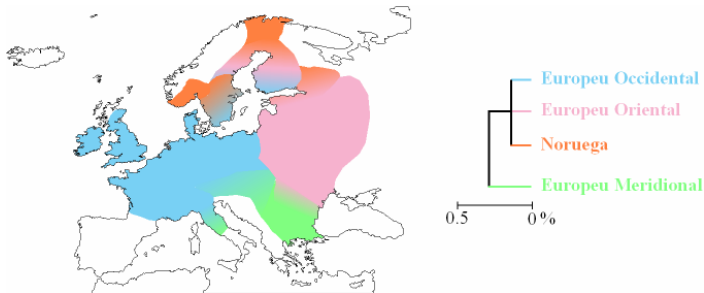 Europeu Occidental
Europeu Oriental
Noruega
Europeu Meridional
0.5 0 %